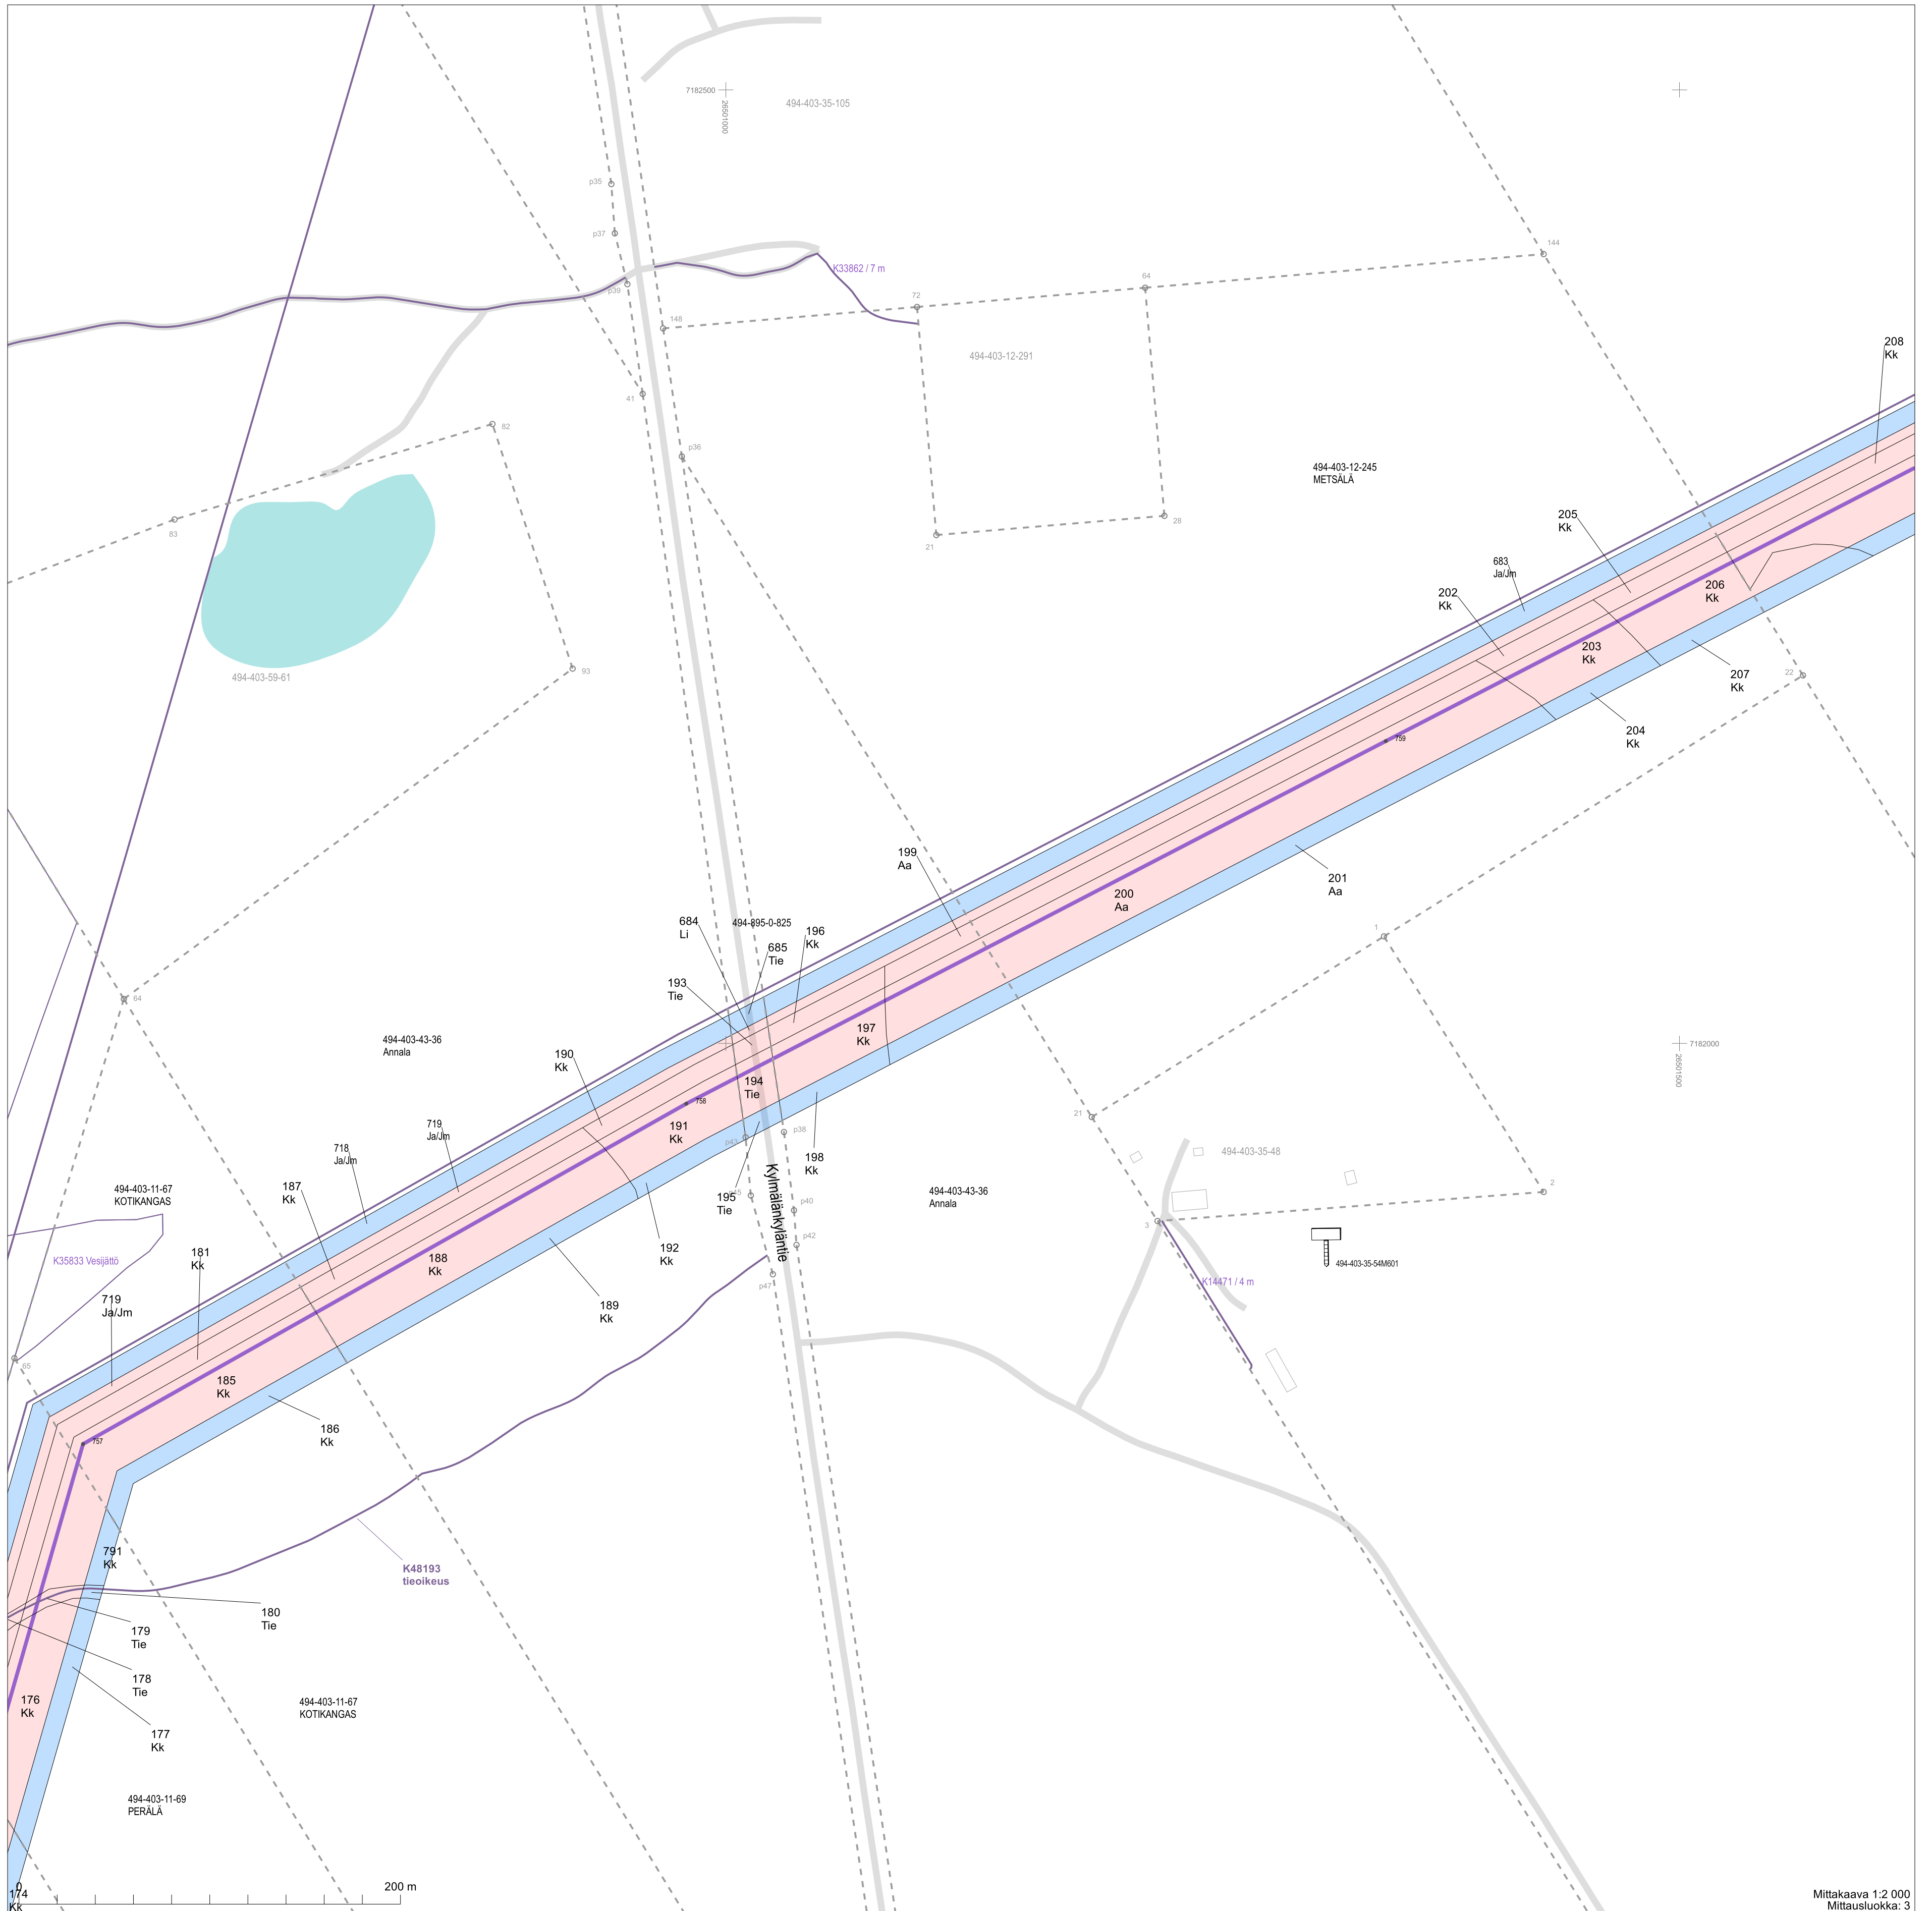 7182500
26501000
494-403-35-105
p35
p37
K33862 / 7 m
144
p39
64
72
148
494-403-12-291
208
Kk
41
82
p36
494-403-12-245
METSÄLÄ
205
Kk
28
83
21
683
Ja/Jm
206
Kk
202
Kk
203
Kk
93
494-403-59-61
207
Kk
22
204
Kk
759
199
Aa
201
Aa
200
Aa
684
Li
494-895-0-825
196
Kk
1
685
Tie
193
Tie
64
494-403-43-36
Annala
197
Kk
7182000
26501500
190
Kk
194
Tie
758
21
719
Ja/Jm
191
Kk
p43
p38
718
Ja/Jm
198
Kk
494-403-35-48
187
Kk
494-403-11-67
KOTIKANGAS
195
Tie
p45
Kylmälänkyläntie
p40
494-403-43-36
Annala
2
3
p42
181
Kk
192
Kk
188
Kk
K35833 Vesijättö
494-403-35-54M601
p47
K14471 / 4 m
719
Ja/Jm
189
Kk
65
185
Kk
186
Kk
757
791
Kk
K48193
tieoikeus
180
Tie
179
Tie
178
Tie
176
Kk
494-403-11-67
KOTIKANGAS
177
Kk
494-403-11-69
PERÄLÄ
0
200 m
174
Kk
Mittakaava 1:2 000
Mittausluokka: 3